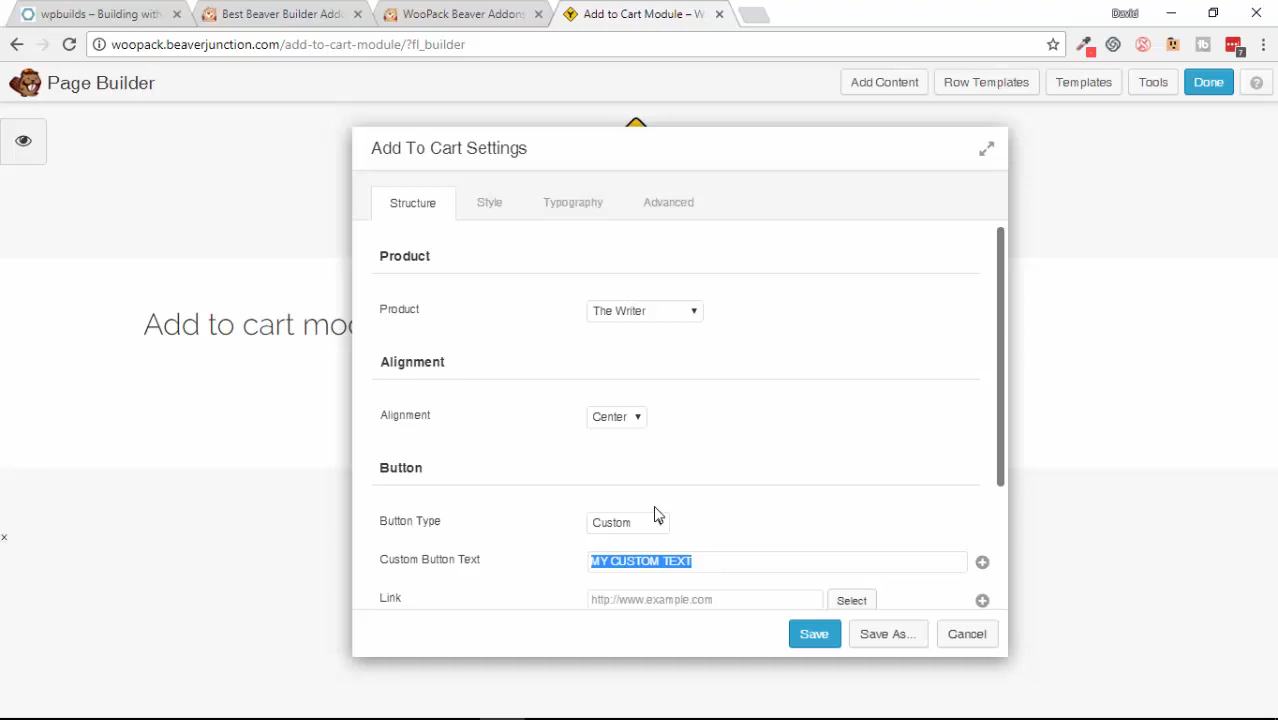 wpbuilds – Building with
Best Beaver Builder Addo
WooPack Beaver Addons
Add to Cart Module – W
David
woopack.beaverjunction.com/add-to-cart-module/?fl_builder
Page Builder
Add Content
Row Templates
Templates
Tools
Done
?
Add To Cart Settings
Structure
Style
Typography
Advanced
Product
Product
The Writer
Add to cart mo
Alignment
Alignment
Center
Button
Button Type
Custom
Custom Button Text
MY CUSTOM TEXT
Link
http://www.example.com
Select
Save
Save As...
Cancel